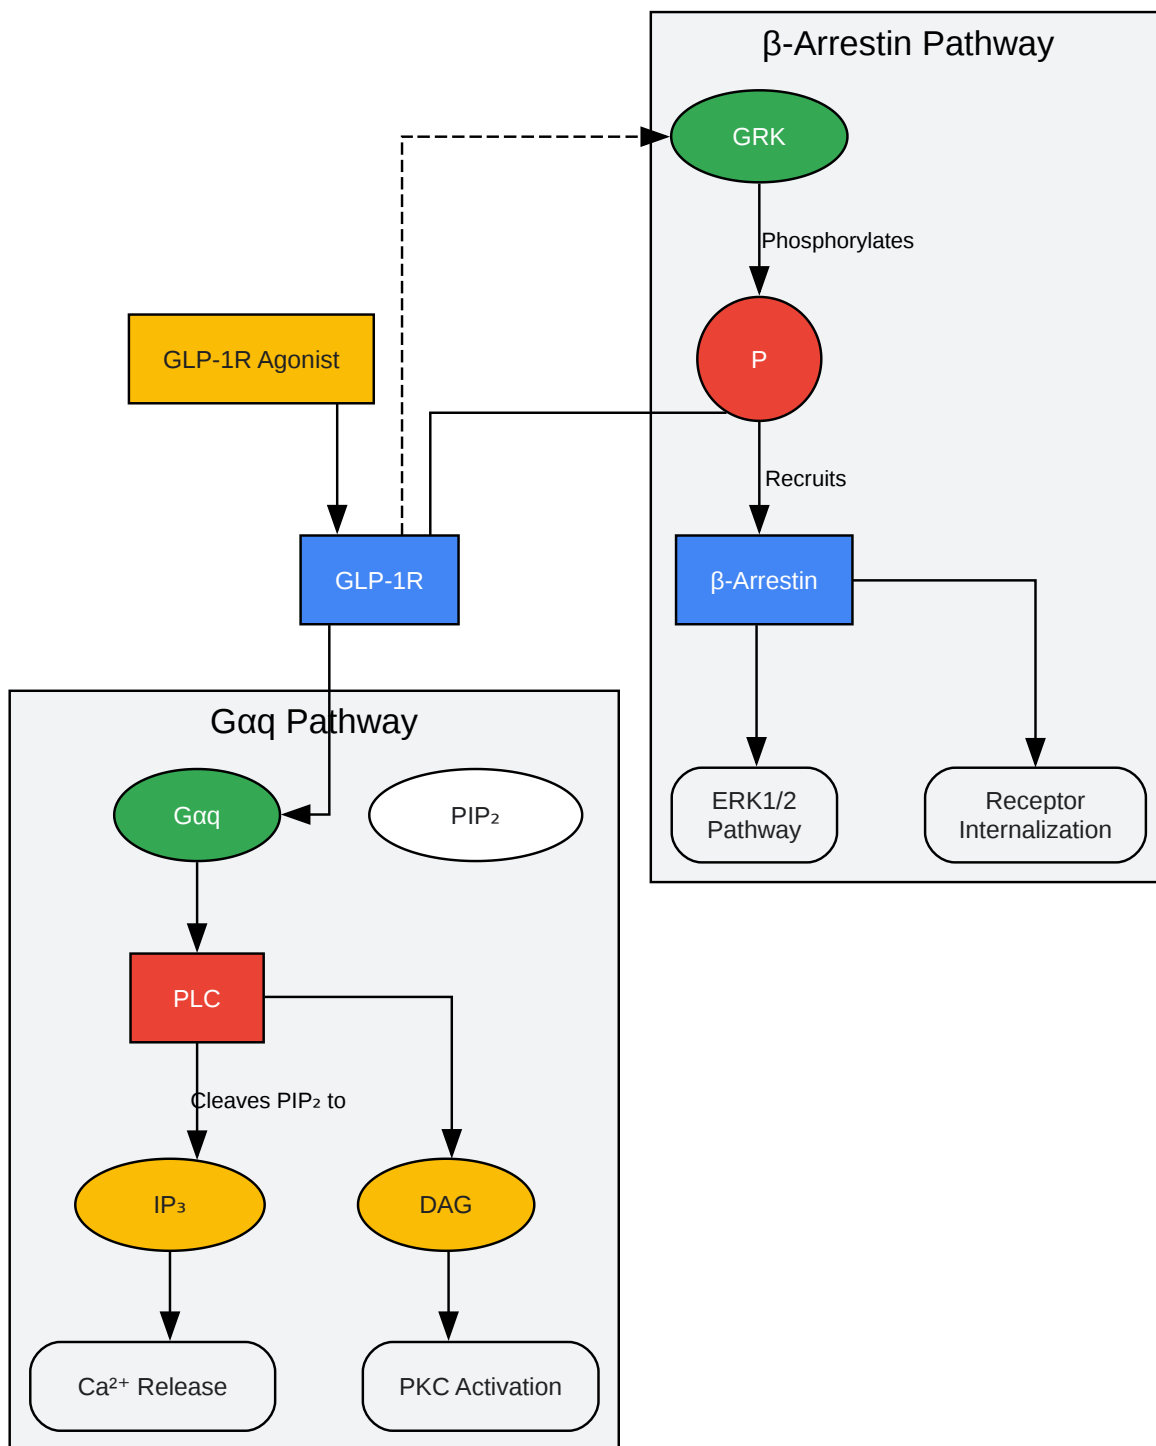 β-Arrestin Pathway
GRK
Phosphorylates
GLP-1R Agonist
P
Recruits
GLP-1R
β-Arrestin
ERK1/2
Pathway
Receptor
Internalization
Gαq Pathway
Gαq
PIP₂
PLC
Cleaves PIP₂ to
IP₃
DAG
Ca²⁺ Release
PKC Activation